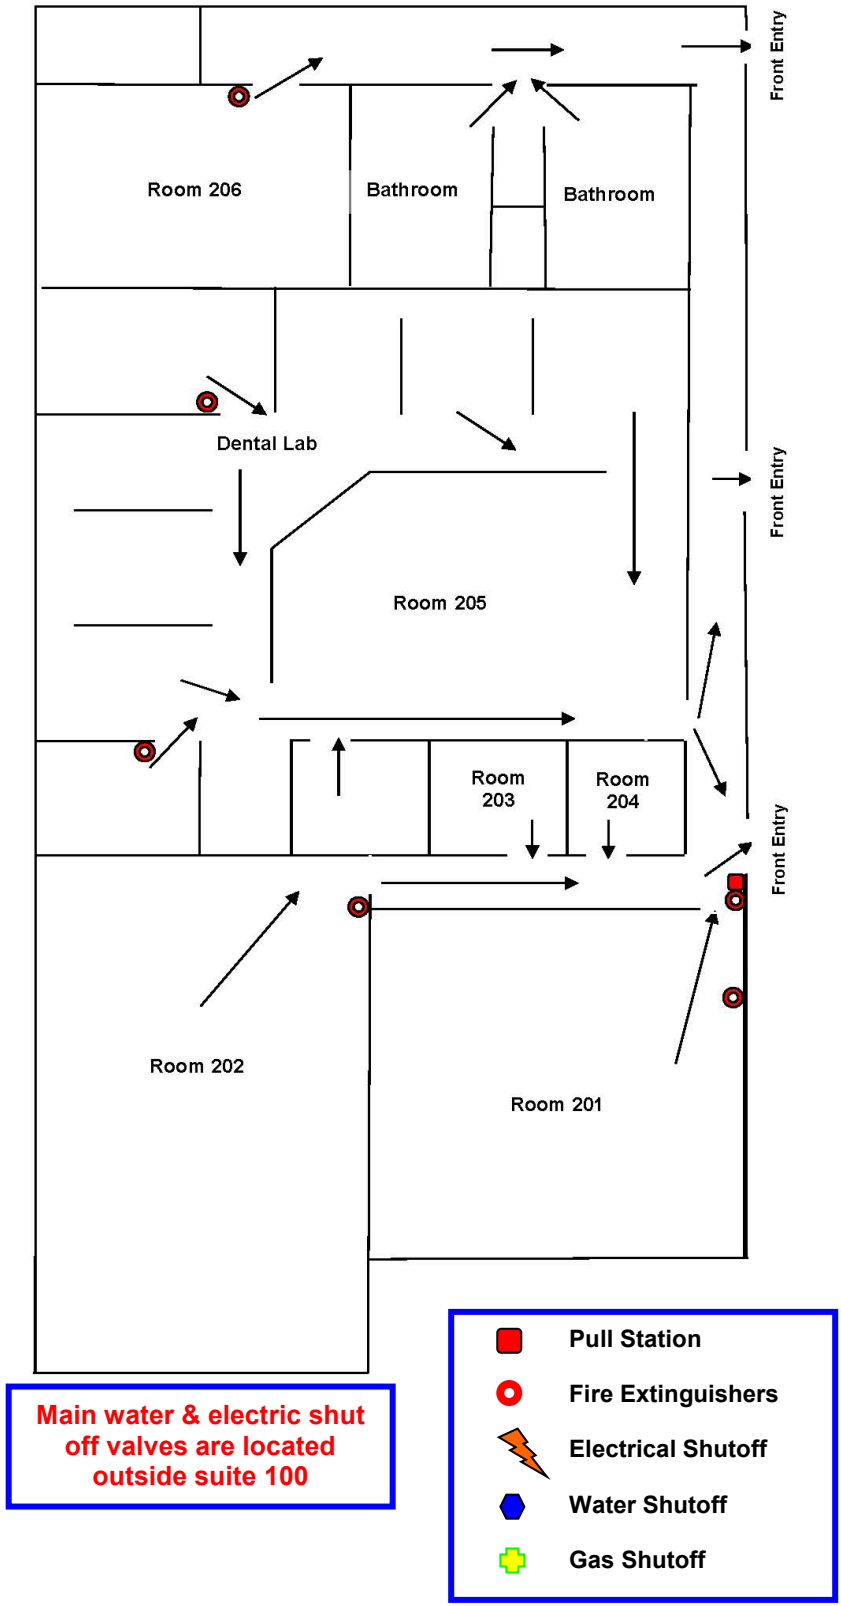 Front Entry
Room 206
Bathroom
Bathroom
Dental Lab
Front Entry
Room 205
Room
203
Room
204
Front Entry
Room 202
Room 201
Main water & electric shut
off valves are located
outside suite 100
Pull Station
Fire Extinguishers
Electrical Shutoff
Water Shutoff
Gas Shutoff